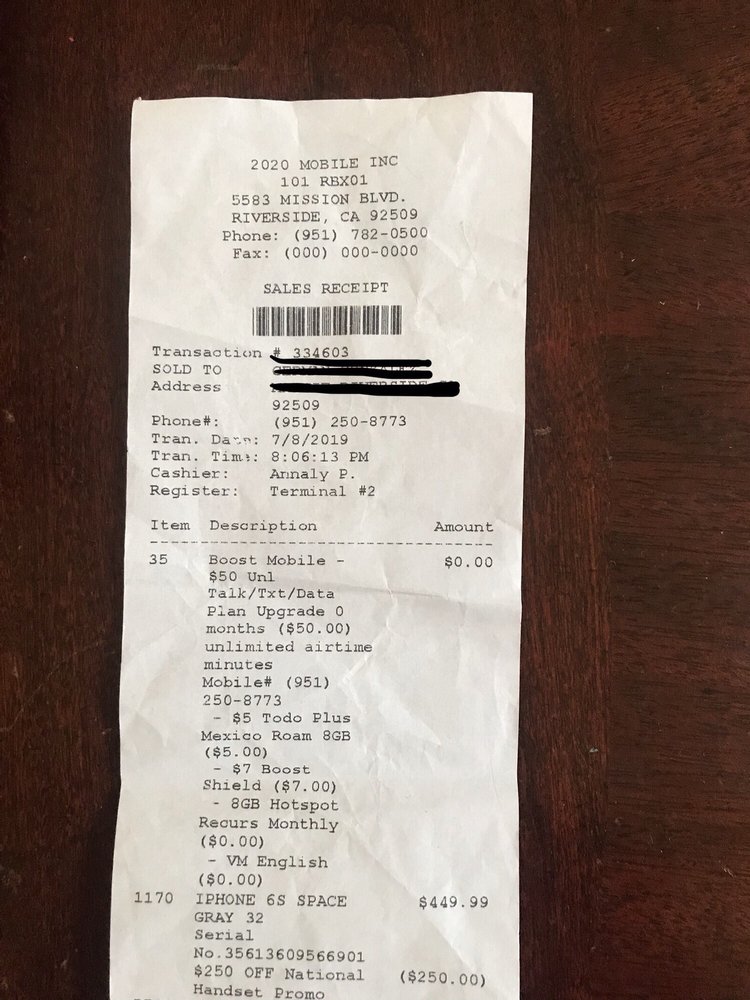 2020 MOBILE INC
101 RBX01
5583 MISSION BLVD.
RIVERSIDE, CA 92509
Phone: (951) 782-0500
Fax: (000) 000-0000
SALES RECEIPT
Transaction # 334603
SOLD TO
Address
92509
Phone#: (951) 250-8773
Tran. Date: 7/8/2019
Tran. Time: 8:06:13 PM
Cashier: Annaly P.
Register: Terminal #2
Item Description Amount
35 Boost Mobile - $0.00
$50 Unl
Talk/Txt/Data
Plan Upgrade 0
months ($50.00)
unlimited airtime
minutes
Mobile# (951)
250-8773
- $5 Todo Plus
Mexico Roam 8GB
($5.00)
- $7 Boost
Shield ($7.00)
- 8GB Hotspot
Recurs Monthly
($0.00)
- VM English
($0.00)
1170 IPHONE 6S SPACE $449.99
GRAY 32
Serial
No.35613609566901
$250 OFF National ($250.00)
Handset Promo